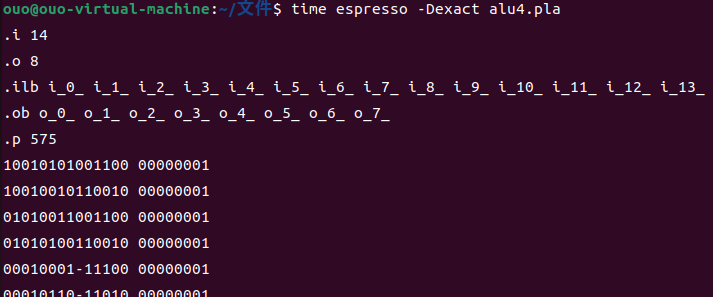 ouo@ouo-virtual-machine:~/文件$ time espresso -Dexact alu4.pla
.i 14
.o 8
.ilb i_0_ i_1_ i_2_ i_3_ i_4_ i_5_ i_6_ i_7_ i_8_ i_9_ i_10_ i_11_ i_12_ i_13_
.ob o_0_ o_1_ o_2_ o_3_ o_4_ o_5_ o_6_ o_7_
.p 575
10010101001100 00000001
10010010110010 00000001
01010011001100 00000001
01010100110010 00000001
00010001-11100 00000001
00010110-11010 00000001